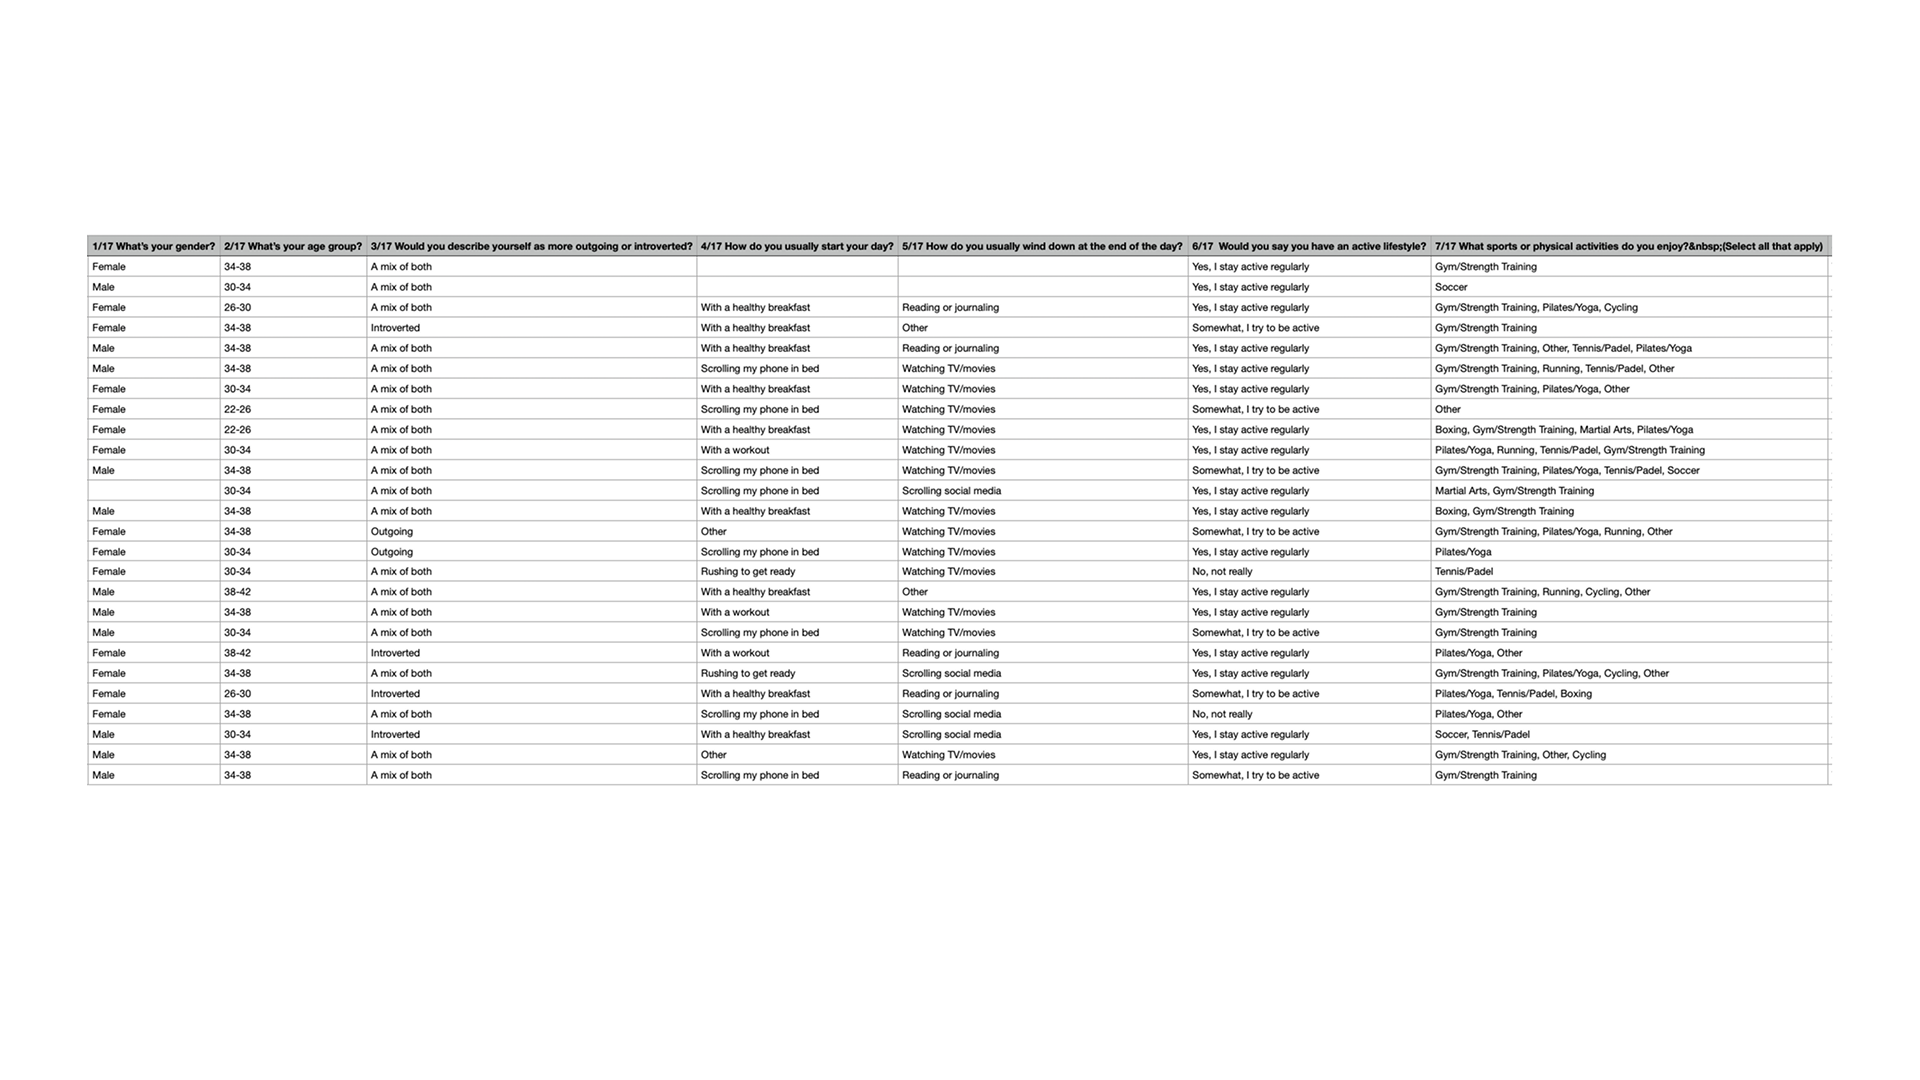 1/17 What's your gender? 2/17 What's your age group? 3/17 Would you describe yourself as more outgoing or introverted? 4/17 How do you usually start your day? 5/17 How do you usually wind down at the end of the day? 6/17 Would you say you have an active lifestyle? 7/17 What sports or physical activities do you enjoy?&nbsp;(Select all that apply)
Female 34-38 A mix of both Yes, I stay active regularly Gym/Strength Training
Male 30-34 A mix of both Yes, I stay active regularly Soccer
Female 26-30 A mix of both With a healthy breakfast Reading or journaling Yes, I stay active regularly Gym/Strength Training, Pilates/Yoga, Cycling
Female 34-38 Introverted With a healthy breakfast Other Somewhat, I try to be active Gym/Strength Training
Male 34-38 A mix of both With a healthy breakfast Reading or journaling Yes, I stay active regularly Gym/Strength Training, Other, Tennis/Padel, Pilates/Yoga
Male 34-38 A mix of both Scrolling my phone in bed Watching TV/movies Yes, I stay active regularly Gym/Strength Training, Running, Tennis/Padel, Other
Female 30-34 A mix of both With a healthy breakfast Watching TV/movies Yes, I stay active regularly Gym/Strength Training, Pilates/Yoga, Other
Female 22-26 A mix of both Scrolling my phone in bed Watching TV/movies Somewhat, I try to be active Other
Female 22-26 A mix of both With a healthy breakfast Watching TV/movies Yes, I stay active regularly Boxing, Gym/Strength Training, Martial Arts, Pilates/Yoga
Female 30-34 A mix of both With a workout Watching TV/movies Yes, I stay active regularly Pilates/Yoga, Running, Tennis/Padel, Gym/Strength Training
Male 34-38 A mix of both Scrolling my phone in bed Watching TV/movies Somewhat, I try to be active Gym/Strength Training, Pilates/Yoga, Tennis/Padel, Soccer
30-34 A mix of both Scrolling my phone in bed Scrolling social media Yes, I stay active regularly Martial Arts, Gym/Strength Training
Male 34-38 A mix of both With a healthy breakfast Watching TV/movies Yes, I stay active regularly Boxing, Gym/Strength Training
Female 34-38 Outgoing Other Watching TV/movies Somewhat, I try to be active Gym/Strength Training, Pilates/Yoga, Running, Other
Female 30-34 Outgoing Scrolling my phone in bed Watching TV/movies Yes, I stay active regularly Pilates/Yoga
Female 30-34 A mix of both Rushing to get ready Watching TV/movies No, not really Tennis/Padel
Male 38-42 A mix of both With a healthy breakfast Other Yes, I stay active regularly Gym/Strength Training, Running, Cycling, Other
Male 34-38 A mix of both With a workout Watching TV/movies Yes, I stay active regularly Gym/Strength Training
Male 30-34 A mix of both Scrolling my phone in bed Watching TV/movies Somewhat, I try to be active Gym/Strength Training
Female 38-42 Introverted With a workout Reading or journaling Yes, I stay active regularly Pilates/Yoga, Other
Female 34-38 A mix of both Rushing to get ready Scrolling social media Yes, I stay active regularly Gym/Strength Training, Pilates/Yoga, Cycling, Other
Female 26-30 Introverted With a healthy breakfast Reading or journaling Somewhat, I try to be active Pilates/Yoga, Tennis/Padel, Boxing
Female 34-38 A mix of both Scrolling my phone in bed Scrolling social media No, not really Pilates/Yoga, Other
Male 30-34 Introverted With a healthy breakfast Scrolling social media Yes, I stay active regularly Soccer, Tennis/Padel
Male 34-38 A mix of both Other Watching TV/movies Yes, I stay active regularly Gym/Strength Training, Other, Cycling
Male 34-38 A mix of both Scrolling my phone in bed Reading or journaling Somewhat, I try to be active Gym/Strength Training